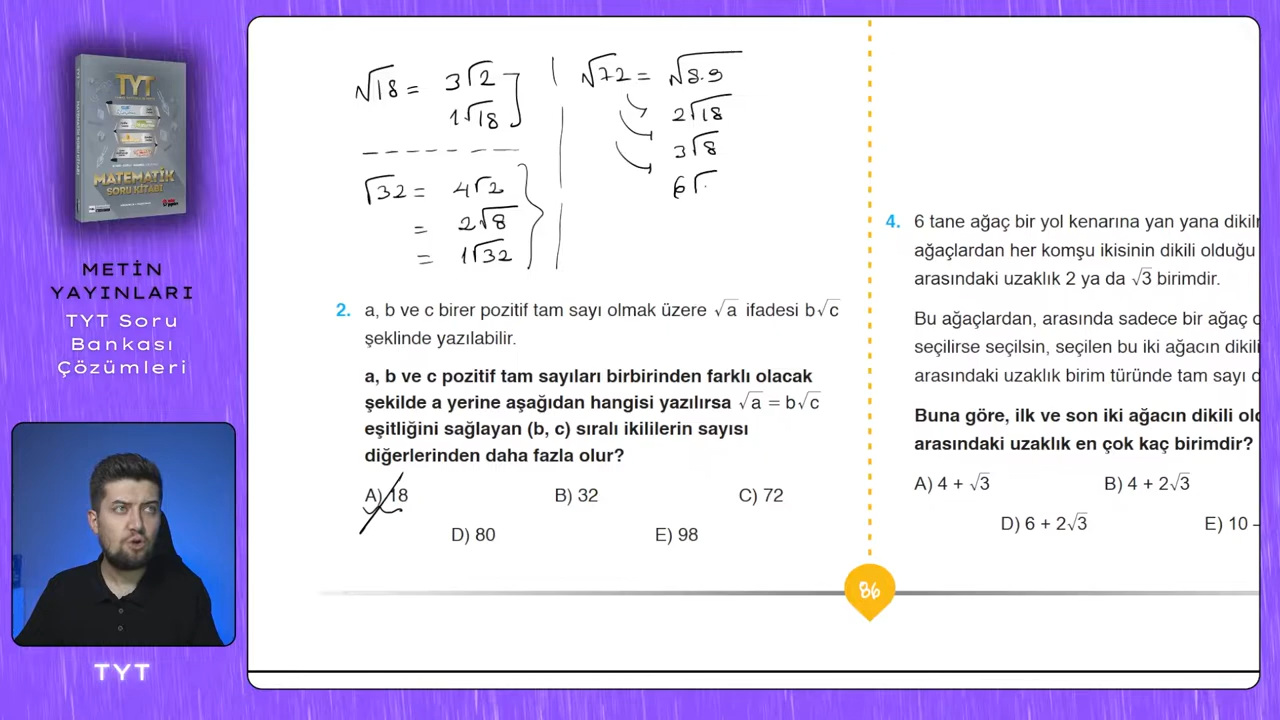 TYT
MATEMATİK
SORU KİTABI
METİN
YAYINLARI
TYT Soru
Bankası
Çözümleri
TYT
√18 = 3√2
1√18
√32 = 4√2
= 2√8
= 1√32
√72 = √8.9
2√18
3√8
6√
2. a, b ve c birer pozitif tam sayı olmak üzere √a ifadesi b√c
şeklinde yazılabilir.
a, b ve c pozitif tam sayıları birbirinden farklı olacak
şekilde a yerine aşağıdan hangisi yazılırsa √a = b√c
eşitliğini sağlayan (b, c) sıralı ikililerin sayısı
diğerlerinden daha fazla olur?
A) 18 B) 32 C) 72
D) 80 E) 98
4. 6 tane ağaç bir yol kenarına yan yana dikilr
ağaçlardan her komşu ikisinin dikili olduğu
arasındaki uzaklık 2 ya da √3 birimdir.
Bu ağaçlardan, arasında sadece bir ağaç o
seçilirse seçilsin, seçilen bu iki ağacın dikili
arasındaki uzaklık birim türünde tam sayı d
Buna göre, ilk ve son iki ağacın dikili old
arasındaki uzaklık en çok kaç birimdir?
A) 4 + √3 B) 4 + 2√3
D) 6 + 2√3 E) 10 -
86